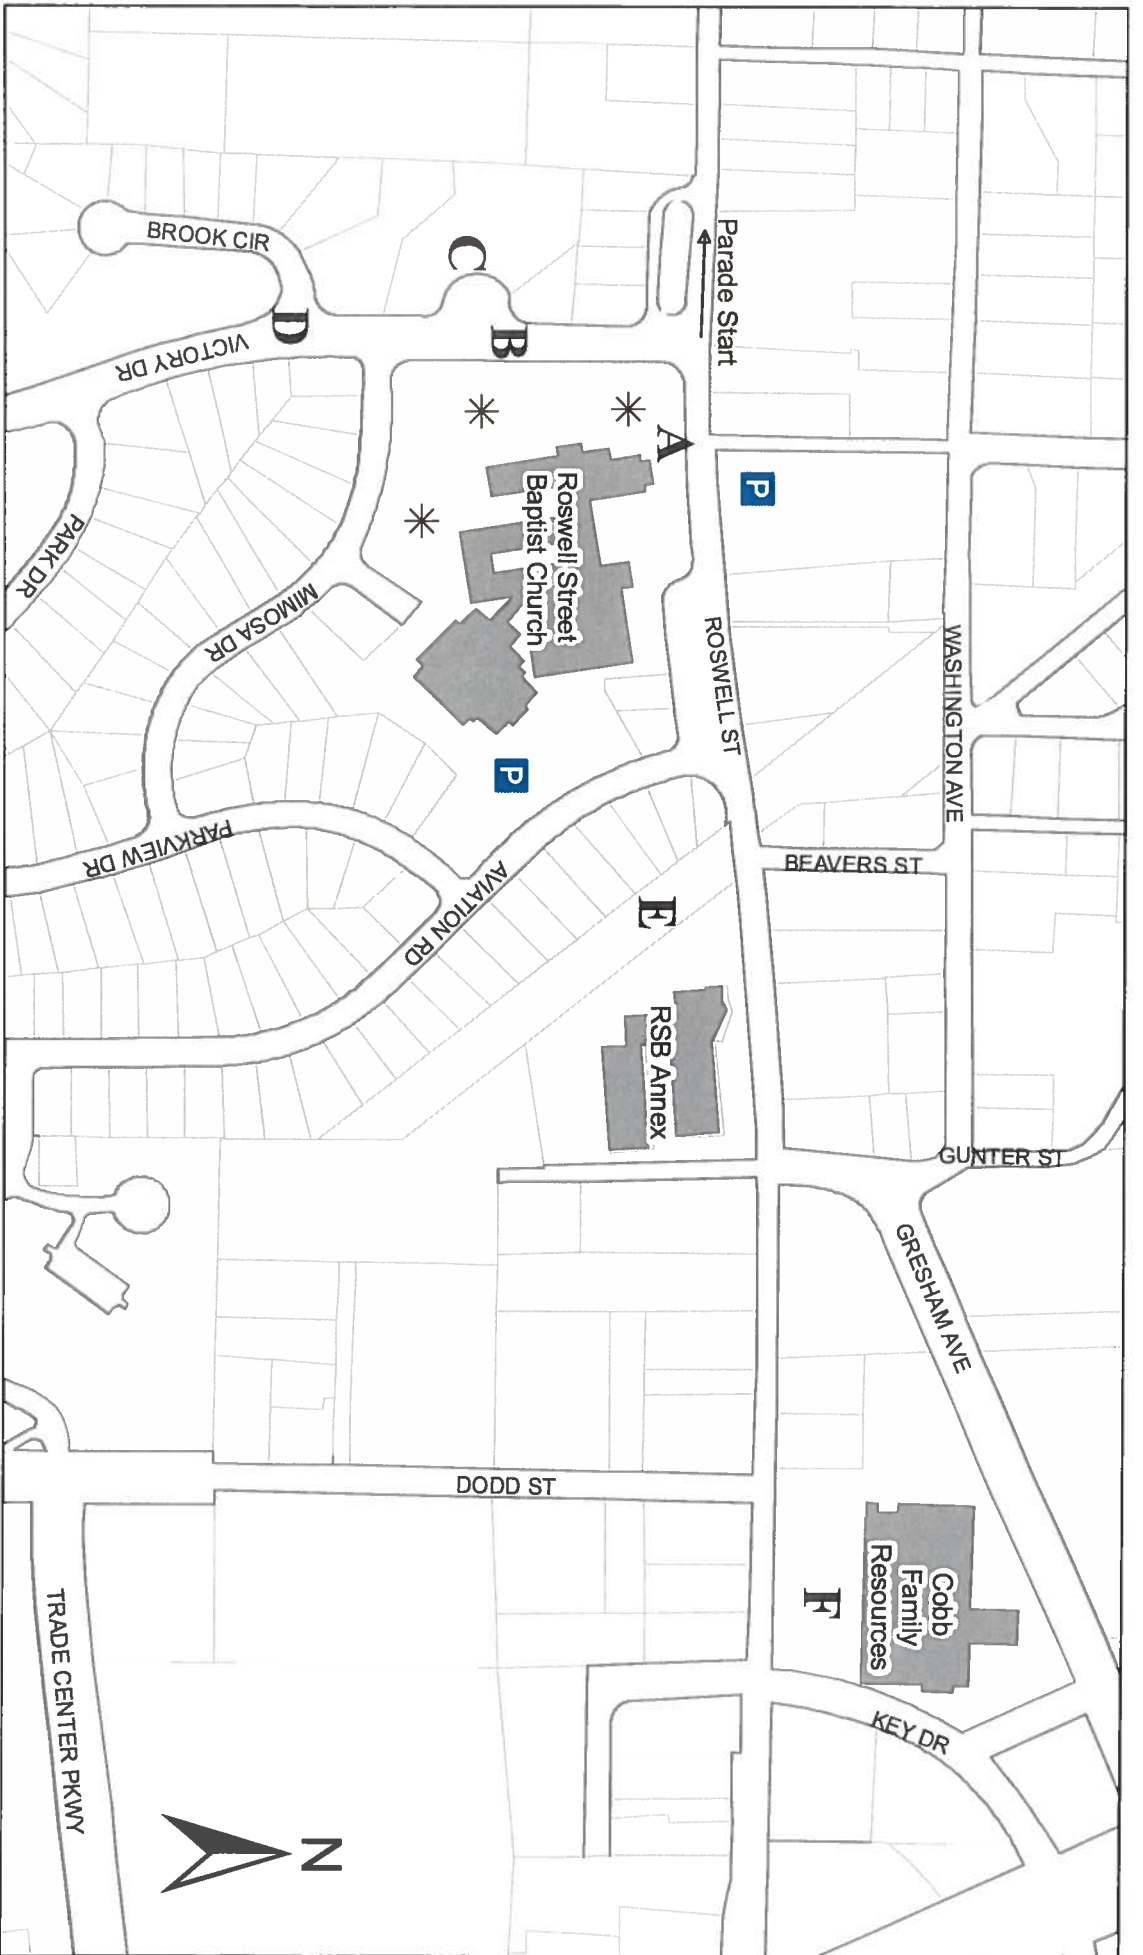 Parade Start
WASHINGTON AVE
ROSWELL ST
BEAVERS ST
GUNTER ST
GRESHAM AVE
KEY DR
DODD ST
TRADE CENTER PKWY
AVIATION RD
PARKVIEW DR
MIMOSA DR
PARK DR
VICTORY DR
BROOK CIR
Roswell Street
Baptist Church
RSB Annex
Cobb
Family
Resources
A
B
C
D
E
F
P
P
N